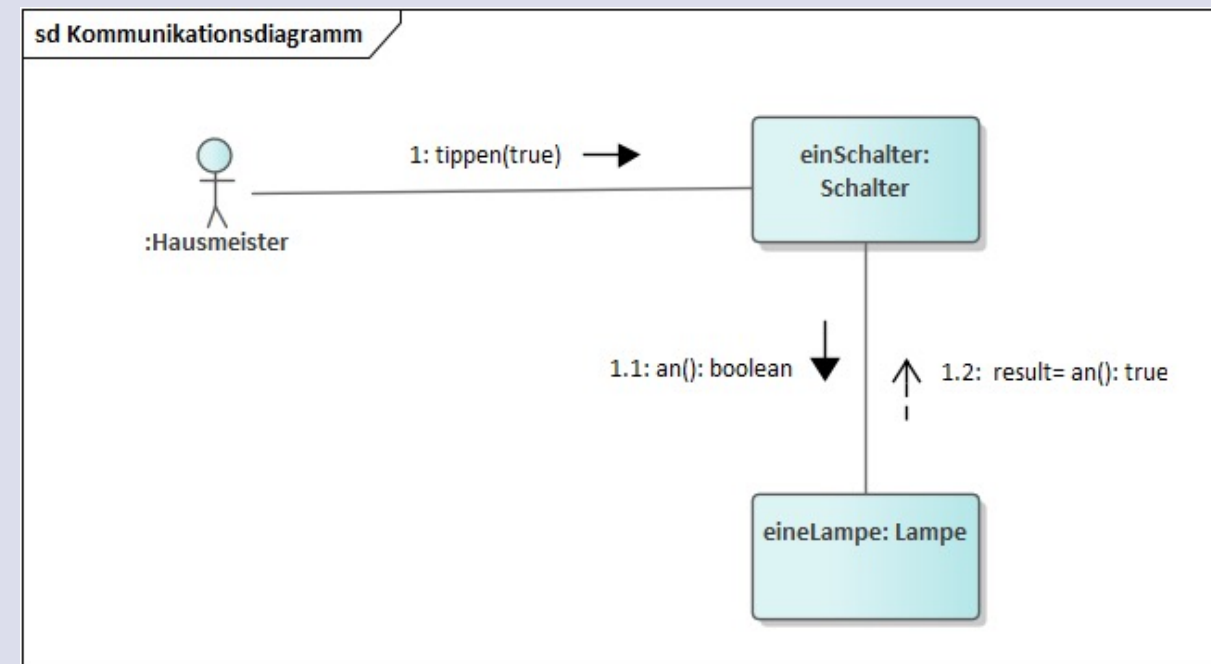 sd Kommunikationsdiagramm
1: tippen(true)
einSchalter:
Schalter
:Hausmeister
1.1: an(): boolean
1.2: result= an(): true
eineLampe: Lampe